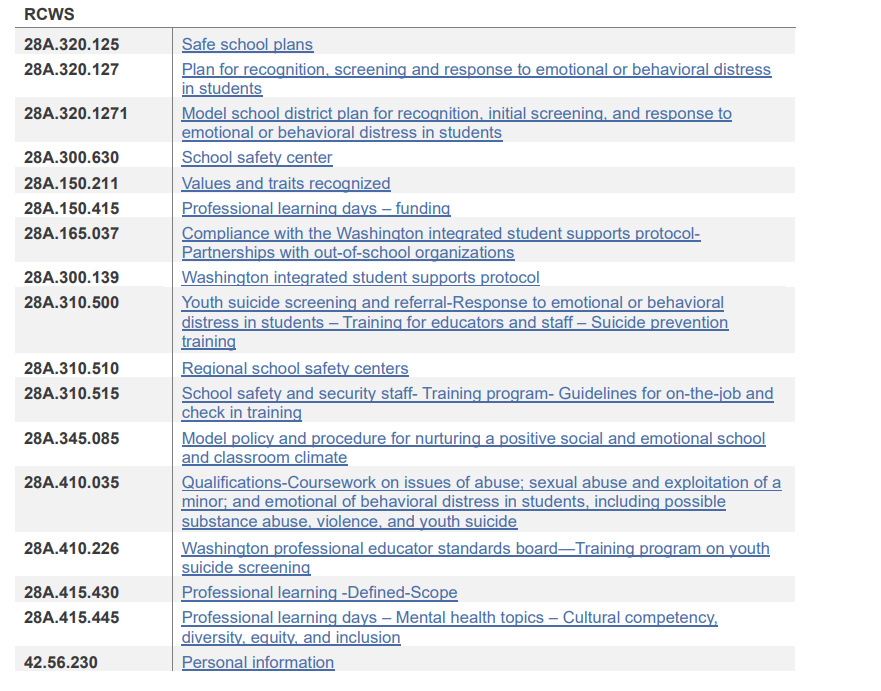 RCWS
28A.320.125 Safe school plans
28A.320.127 Plan for recognition, screening and response to emotional or behavioral distress
in students
28A.320.1271 Model school district plan for recognition, initial screening, and response to
emotional or behavioral distress in students
28A.300.630 School safety center
28A.150.211 Values and traits recognized
28A.150.415 Professional learning days – funding
28A.165.037 Compliance with the Washington integrated student supports protocol-
Partnerships with out-of-school organizations
28A.300.139 Washington integrated student supports protocol
28A.310.500 Youth suicide screening and referral-Response to emotional or behavioral
distress in students – Training for educators and staff – Suicide prevention
training
28A.310.510 Regional school safety centers
28A.310.515 School safety and security staff- Training program- Guidelines for on-the-job and
check in training
28A.345.085 Model policy and procedure for nurturing a positive social and emotional school
and classroom climate
28A.410.035 Qualifications-Coursework on issues of abuse; sexual abuse and exploitation of a
minor; and emotional of behavioral distress in students, including possible
substance abuse, violence, and youth suicide
28A.410.226 Washington professional educator standards board—Training program on youth
suicide screening
28A.415.430 Professional learning -Defined-Scope
28A.415.445 Professional learning days – Mental health topics – Cultural competency,
diversity, equity, and inclusion
42.56.230 Personal information